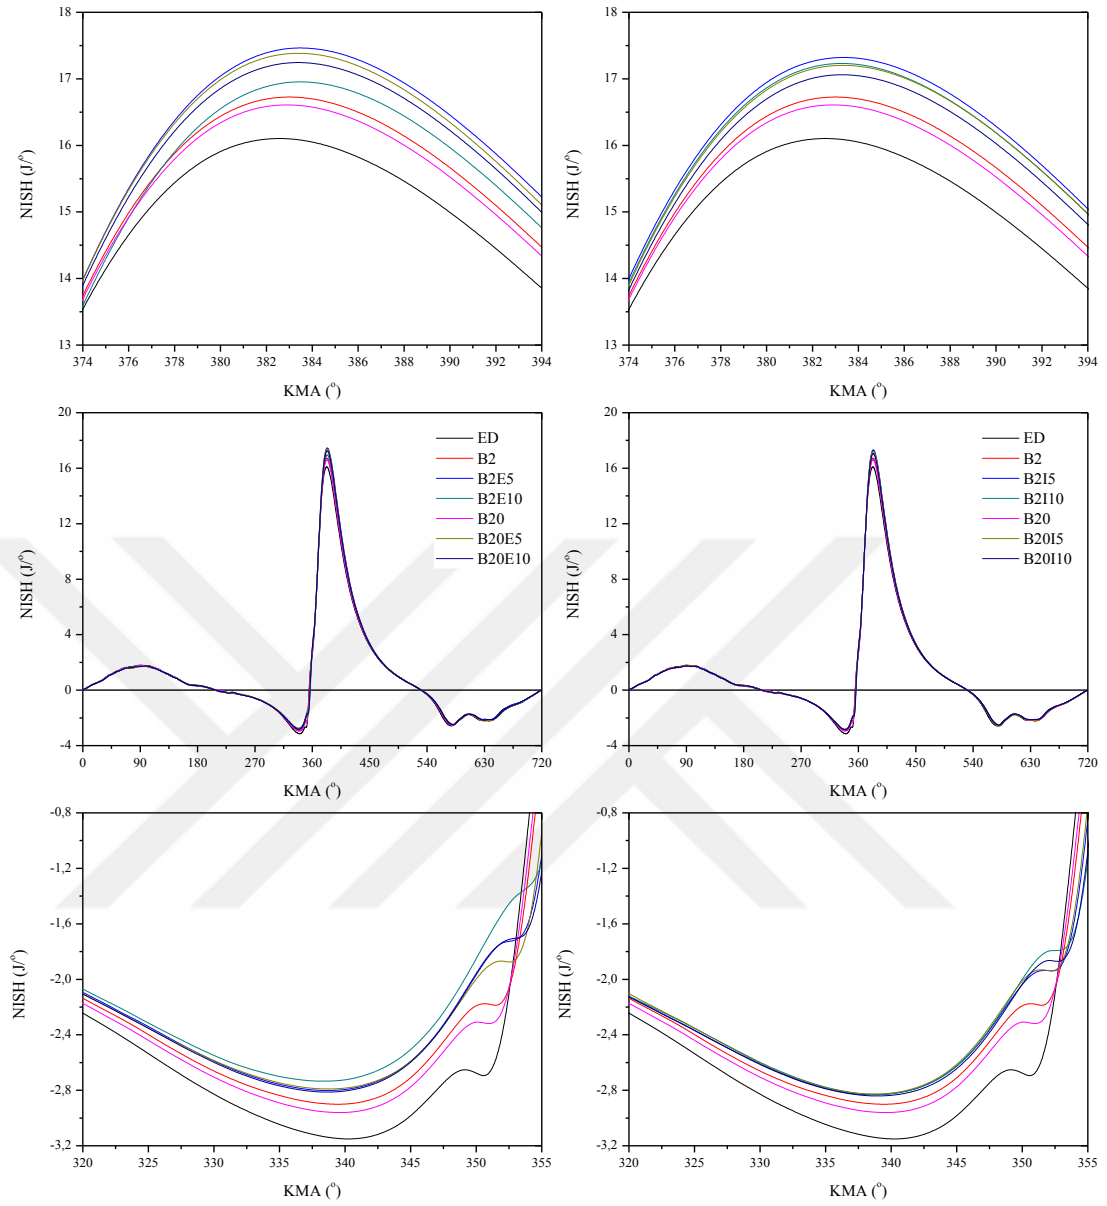 18
17
16
15
14
13
NISH (J/°)
374 376 378 380 382 384 386 388 390 392 394
KMA (°)
18
17
16
15
14
13
NISH (J/°)
374 376 378 380 382 384 386 388 390 392 394
KMA (°)
20
16
12
8
4
0
-4
NISH (J/°)
ED
B2
B2E5
B2E10
B20
B20E5
B20E10
0 90 180 270 360 450 540 630 720
KMA (°)
20
16
12
8
4
0
-4
NISH (J/°)
ED
B2
B2I5
B2I10
B20
B20I5
B20I10
0 90 180 270 360 450 540 630 720
KMA (°)
-0,8
-1,2
-1,6
-2,0
-2,4
-2,8
-3,2
NISH (J/°)
320 325 330 335 340 345 350 355
KMA (°)
-0,8
-1,2
-1,6
-2,0
-2,4
-2,8
-3,2
NISH (J/°)
320 325 330 335 340 345 350 355
KMA (°)